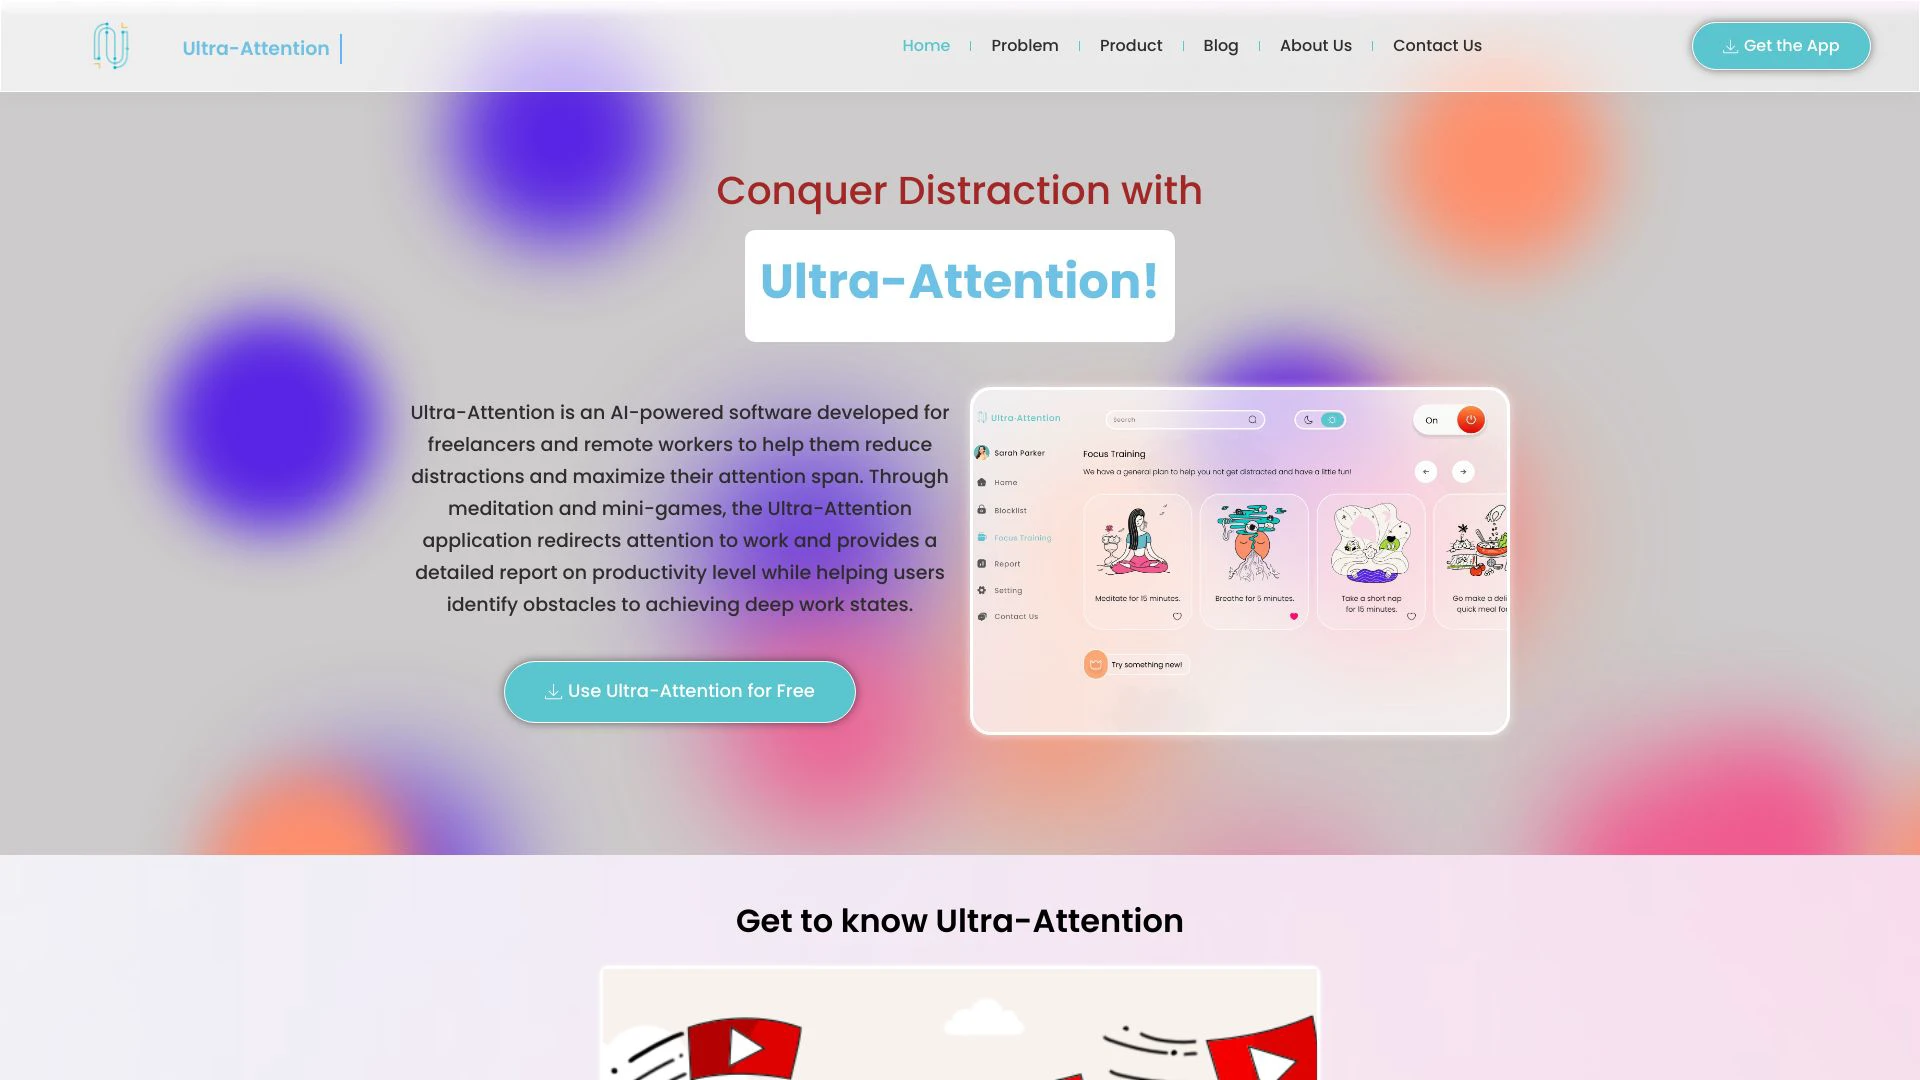 Ultra-Attention
Home
Problem
Product
Blog
About Us
Contact Us
Get the App
Conquer Distraction with
Ultra-Attention!
Ultra-Attention is an AI-powered software developed for
freelancers and remote workers to help them reduce
distractions and maximize their attention span. Through
meditation and mini-games, the Ultra-Attention
application redirects attention to work and provides a
detailed report on productivity level while helping users
identify obstacles to achieving deep work states.
Use Ultra-Attention for Free
Ultra-Attention
Search
On
Sarah Parker
Home
Blocklist
Focus Training
Report
Setting
Contact Us
Focus Training
We have a general plan to help you not get distracted and have a little fun!
Meditate for 15 minutes.
Breathe for 5 minutes.
Take a short nap
for 15 minutes.
Go make a deli
quick meal for
Try something new!
Get to know Ultra-Attention